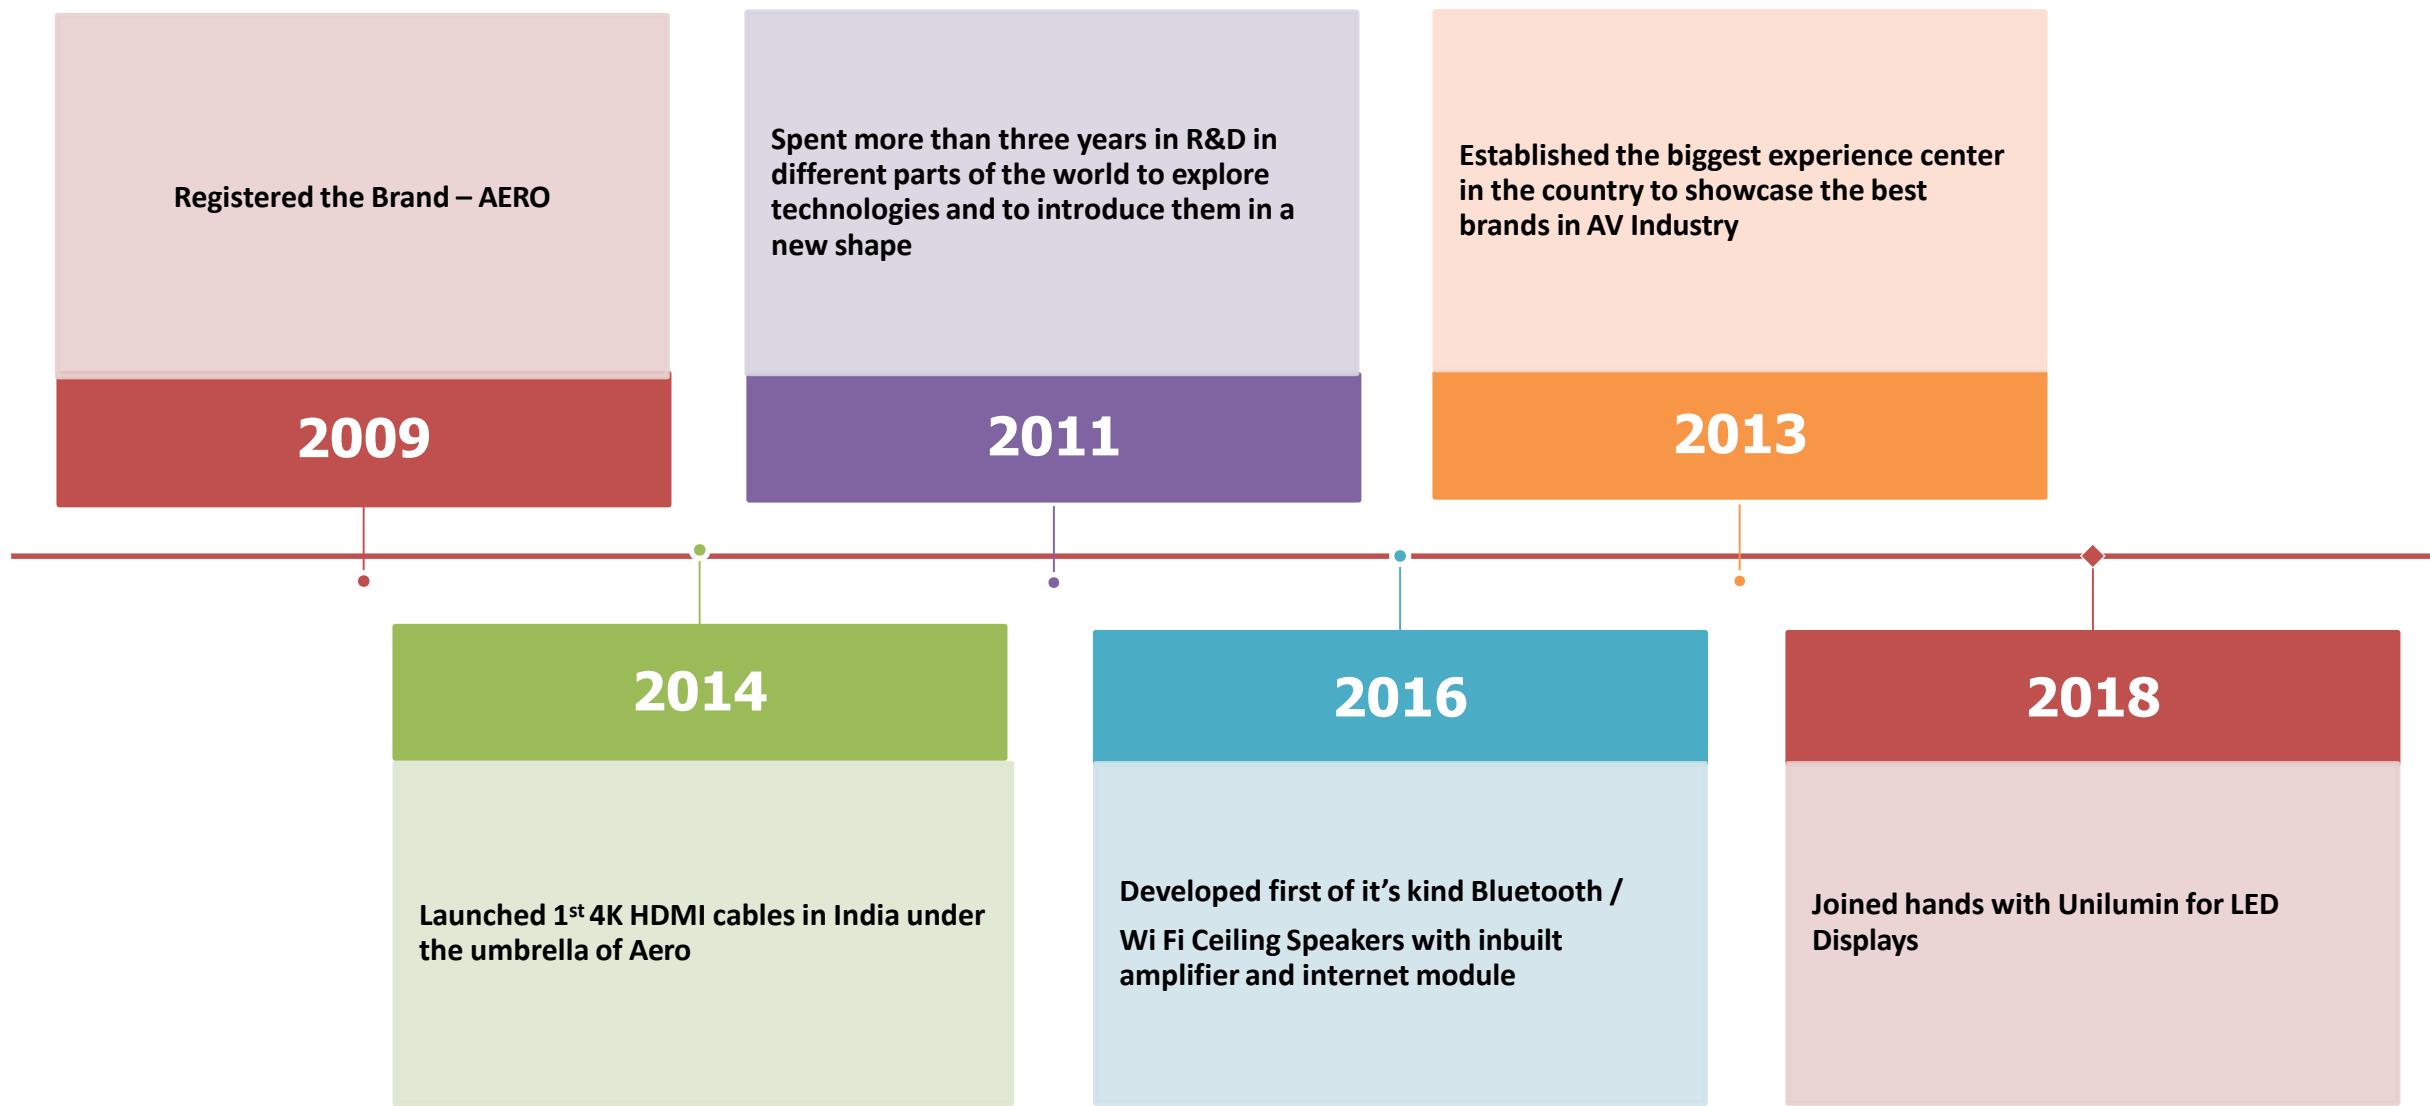 Registered the Brand – AERO
2009
Spent more than three years in R&D in
different parts of the world to explore
technologies and to introduce them in a
new shape
2011
Established the biggest experience center
in the country to showcase the best
brands in AV Industry
2013
2014
Launched 1st 4K HDMI cables in India under
the umbrella of Aero
2016
Developed first of it’s kind Bluetooth /
Wi Fi Ceiling Speakers with inbuilt
amplifier and internet module
2018
Joined hands with Unilumin for LED
Displays